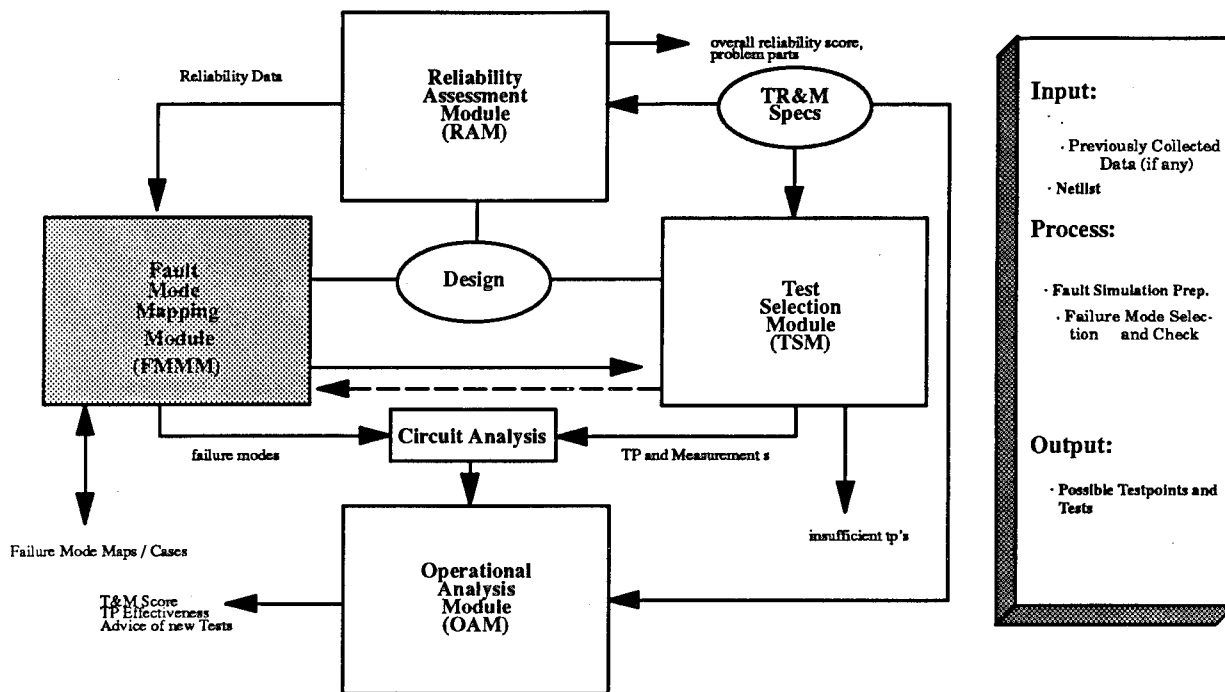 overall reliability score,
problem parts
Reliability Data
Reliability
Assessment
Module
(RAM)
TR&M
Specs
Fault
Mode
Mapping
Module
(FMMM)
Design
Test
Selection
Module
(TSM)
Circuit Analysis
failure modes
TP and Measurement s
insufficient tp's
Failure Mode Maps / Cases
Operational
Analysis
Module
(OAM)
T&M Score
TP Effectiveness
Advice of new Tests
Input:
· Previously Collected
Data (if any)
· Netlist
Process:
· Fault Simulation Prep.
· Failure Mode Selec-
tion and Check
Output:
· Possible Testpoints and
Tests